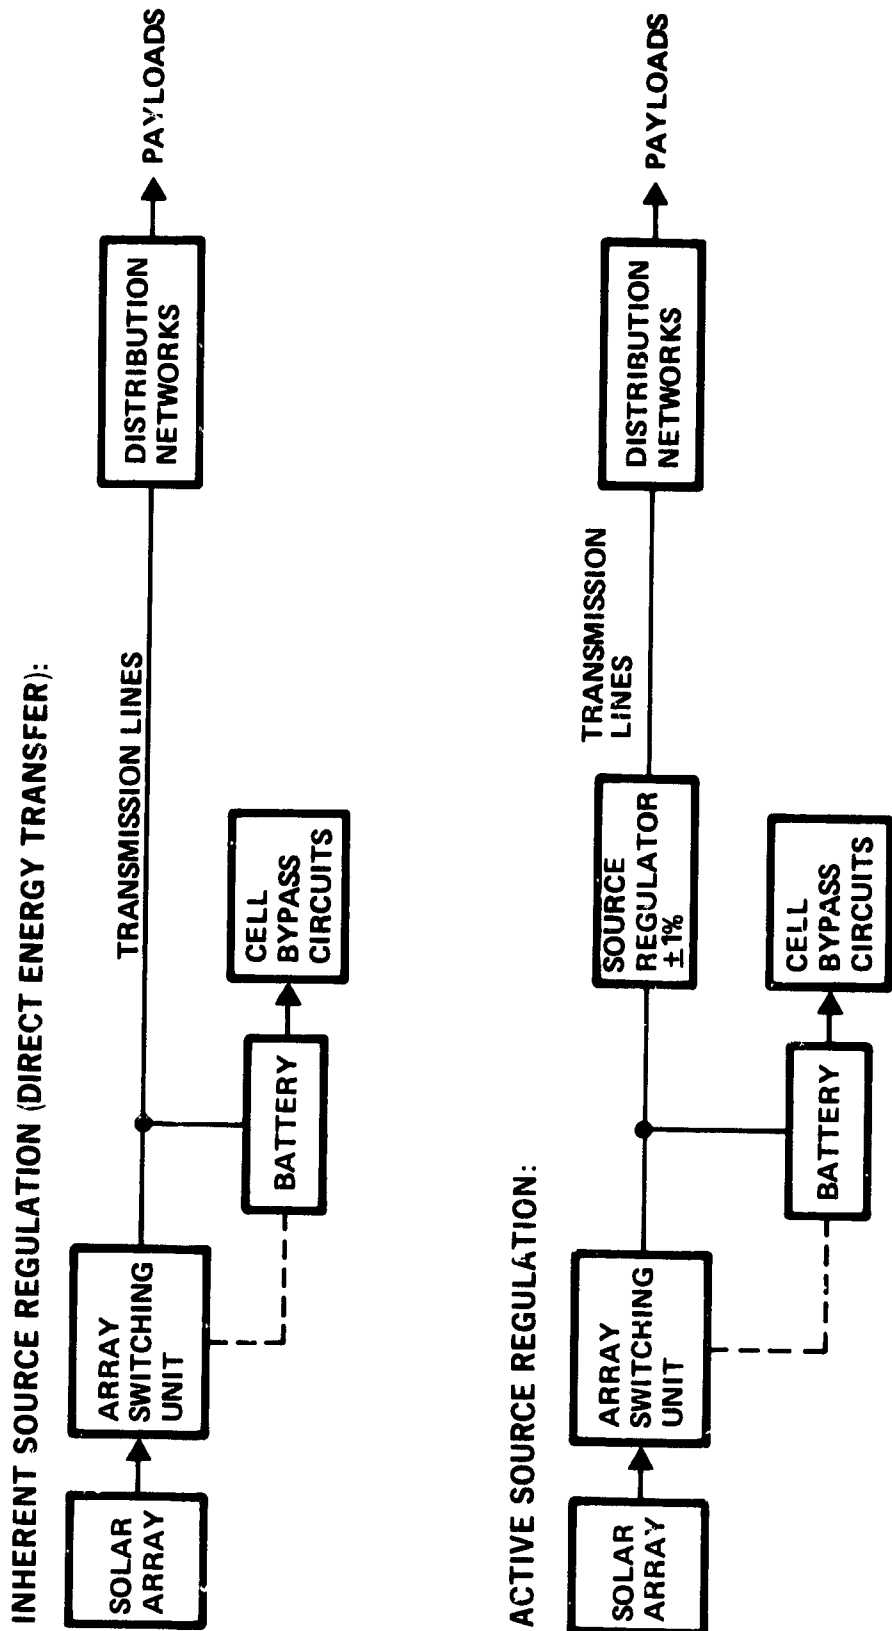 INHERENT SOURCE REGULATION (DIRECT ENERGY TRANSFER):
SOLAR
ARRAY
ARRAY
SWITCHING
UNIT
BATTERY
CELL
BYPASS
CIRCUITS
TRANSMISSION LINES
DISTRIBUTION
NETWORKS
PAYLOADS
ACTIVE SOURCE REGULATION:
SOLAR
ARRAY
ARRAY
SWITCHING
UNIT
BATTERY
CELL
BYPASS
CIRCUITS
SOURCE
REGULATOR
±1%
TRANSMISSION
LINES
DISTRIBUTION
NETWORKS
PAYLOADS